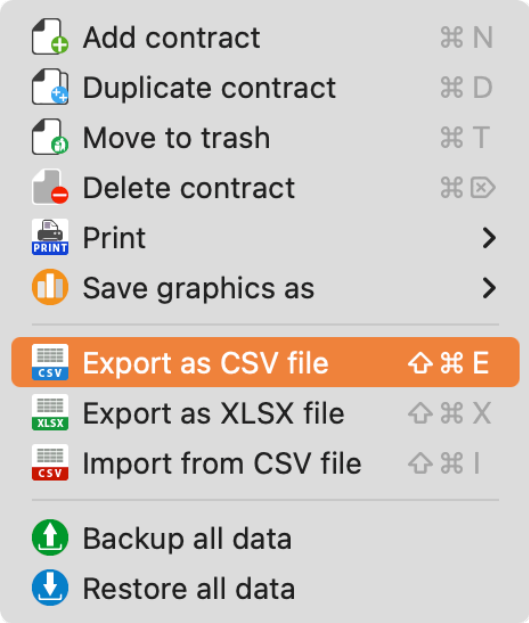 Add contract ⌘ N
Duplicate contract ⌘ D
Move to trash ⌘ T
Delete contract ⌘ ⌦
PRINT Print
Save graphics as
CSV Export as CSV file ⇧ ⌘ E
XLSX Export as XLSX file ⇧ ⌘ X
CSV Import from CSV file ⇧ ⌘ I
Backup all data
Restore all data